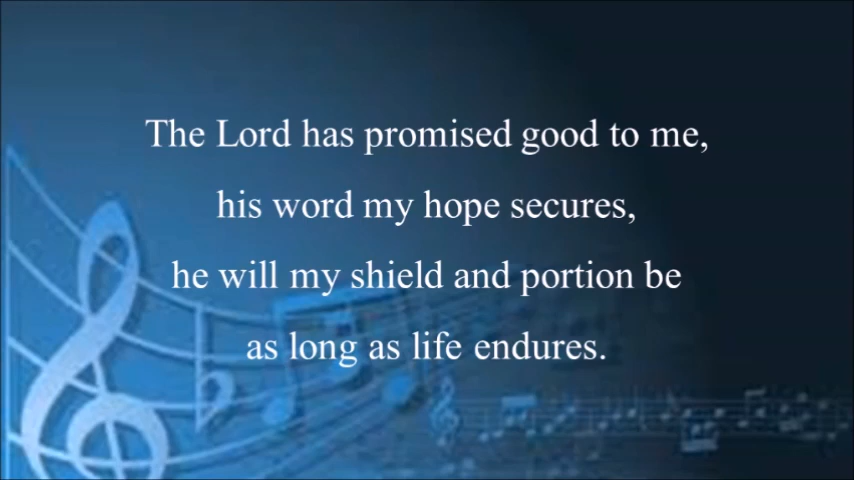 The Lord has promised good to me,
his word my hope secures,
he will my shield and portion be
as long as life endures.